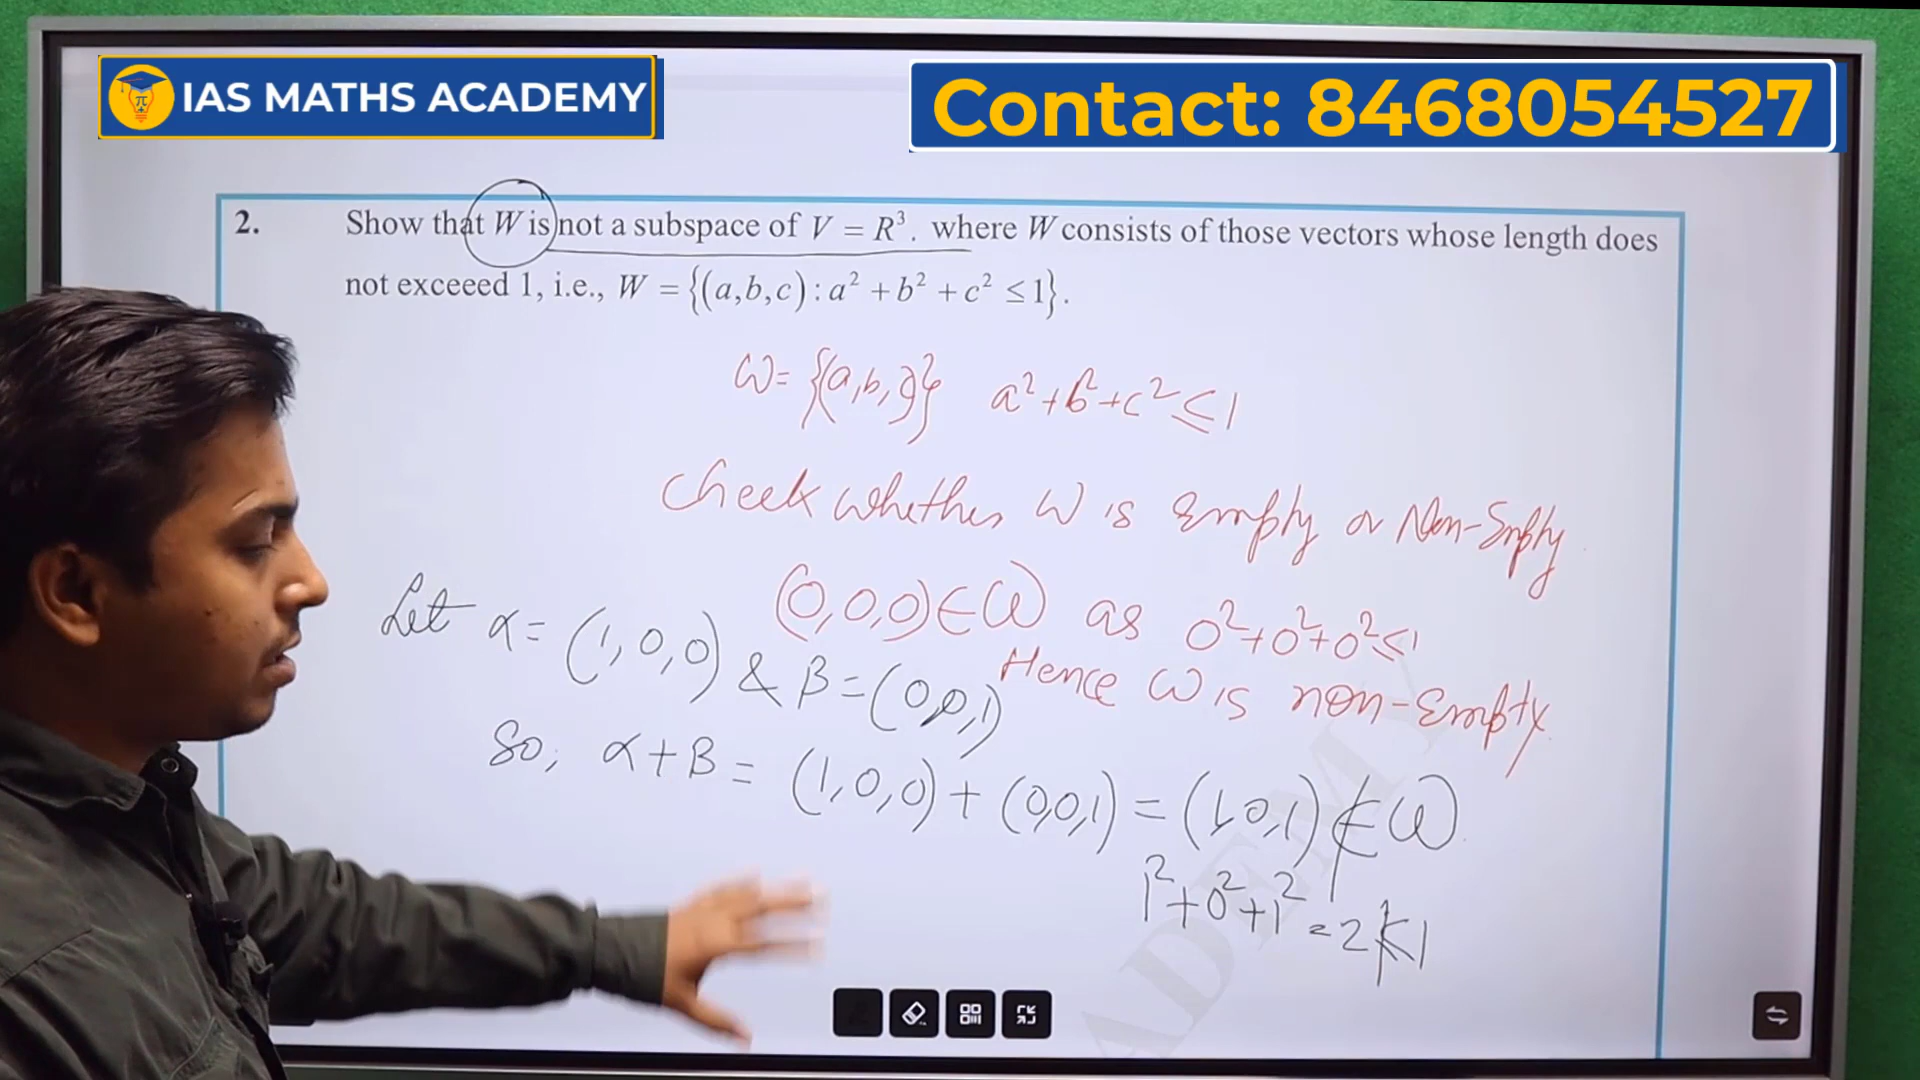 IAS MATHS ACADEMY
Contact: 8468054527
2. Show that W is not a subspace of V = R³. where W consists of those vectors whose length does
not exceeed 1, i.e., W = {(a,b,c) : a² + b² + c² ≤ 1}.
W = {(a,b,c)} a²+b²+c² ≤ 1
Check whether W is Empty or Non-Empty
(0,0,0) ∈ W as 0²+0²+0² ≤ 1
Hence W is non-Empty.
Let α = (1,0,0) & β = (0,0,1)
So, α+β = (1,0,0) + (0,0,1) = (1,0,1) ∉ W.
1²+0²+1² = 2 ≰ 1
ADEMY